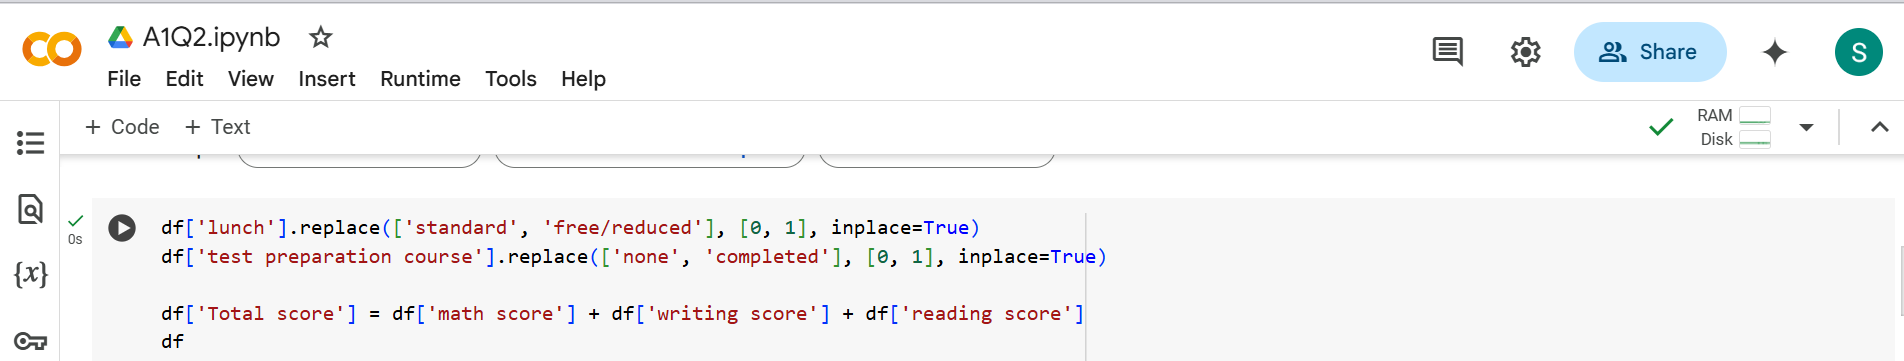 A1Q2.ipynb
File Edit View Insert Runtime Tools Help
Share
S
+ Code + Text
RAM
Disk
{x}
0s
df['lunch'].replace(['standard', 'free/reduced'], [0, 1], inplace=True)
df['test preparation course'].replace(['none', 'completed'], [0, 1], inplace=True)
df['Total score'] = df['math score'] + df['writing score'] + df['reading score']
df